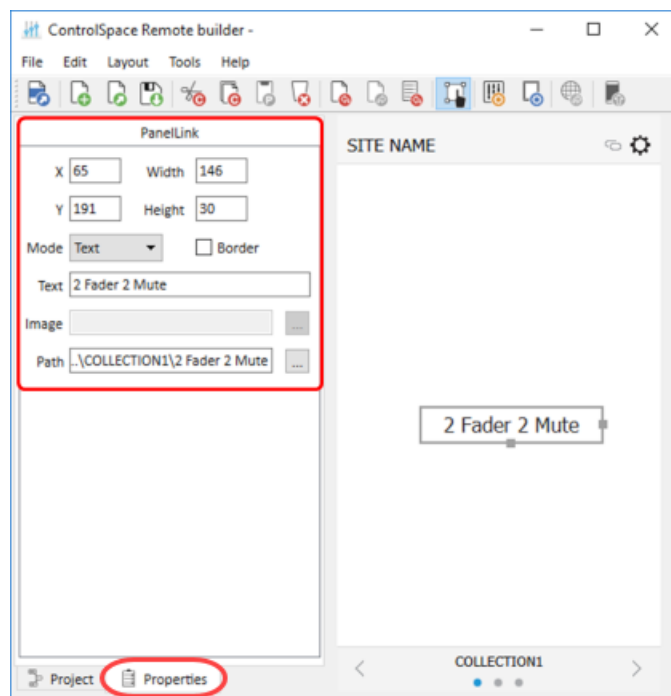 ControlSpace Remote builder -
File Edit Layout Tools Help
PanelLink
X 65 Width 146
Y 191 Height 30
Mode Text Border
Text 2 Fader 2 Mute
Image ...
Path ..\COLLECTION1\2 Fader 2 Mute ...
Project Properties
SITE NAME
2 Fader 2 Mute
COLLECTION1